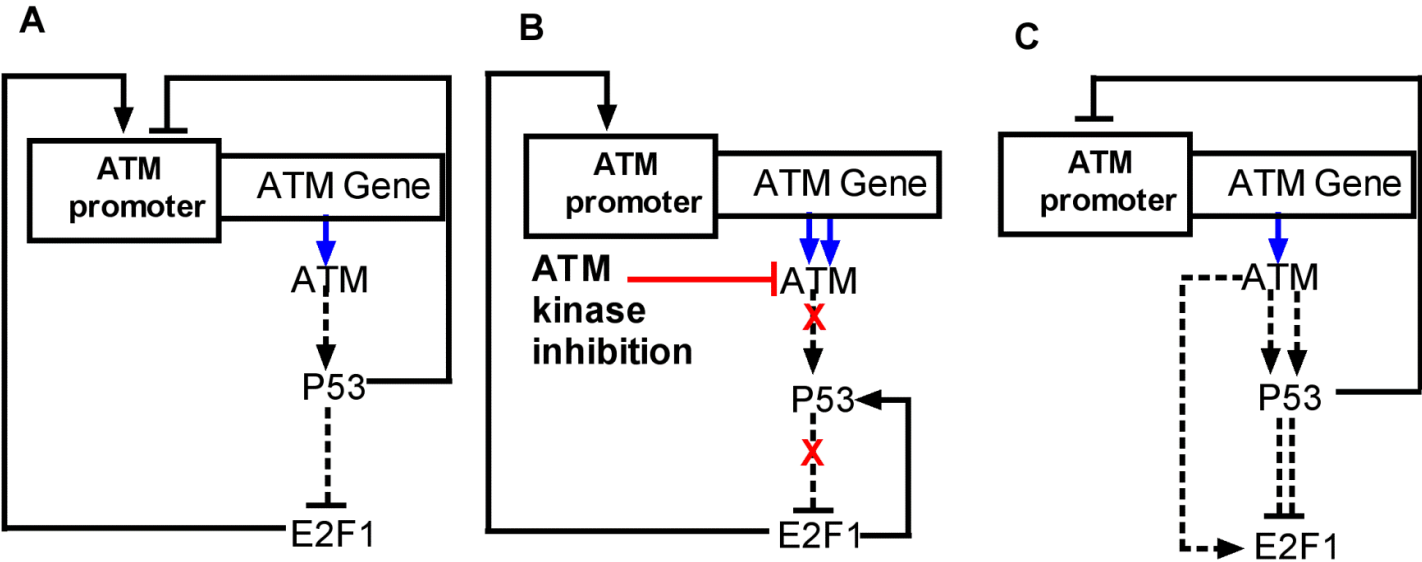 A
ATM
promoter
ATM Gene
ATM
P53
E2F1
B
ATM
promoter
ATM Gene
ATM
kinase
inhibition
ATM
X
P53
X
E2F1
C
ATM
promoter
ATM Gene
ATM
P53
E2F1